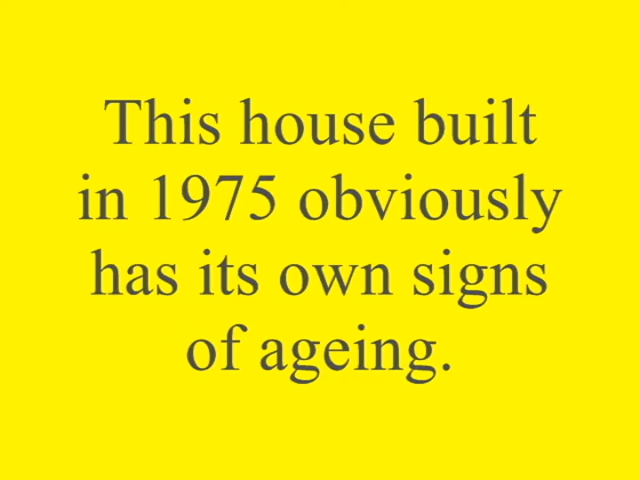 This house built
in 1975 obviously
has its own signs
of ageing.